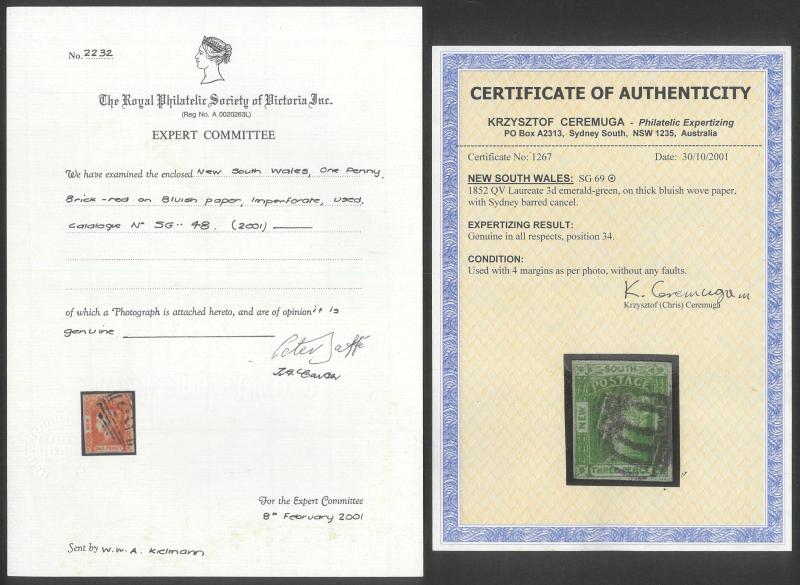 No. 2232
The Royal Philatelic Society of Victoria Inc.
(Reg No. A 0020263L)
EXPERT COMMITTEE
We have examined the enclosed New South Wales, One Penny,
Brick-red on Bluish paper, Imperforate, used.
Catalogue No SG.. 48. (2001)
of which a Photograph is attached hereto, and are of opinion it is
genuine
Peter Jaffé
NEW
ONE PENNY
For the Expert Committee
8th February 2001
Sent by W.W.A. Kielmann
CERTIFICATE OF AUTHENTICITY
KRZYSZTOF CEREMUGA - Philatelic Expertizing
PO Box A2313, Sydney South, NSW 1235, Australia
Certificate No: 1267 Date: 30/10/2001
NEW SOUTH WALES: SG 69
1852 QV Laureate 3d emerald-green, on thick bluish wove paper,
with Sydney barred cancel.
EXPERTIZING RESULT:
Genuine in all respects, position 34.
CONDITION:
Used with 4 margins as per photo, without any faults.
K. Ceremuga
Krzysztof (Chris) Ceremuga
SOUTH
POSTAGE
NEW
THREE PENCE